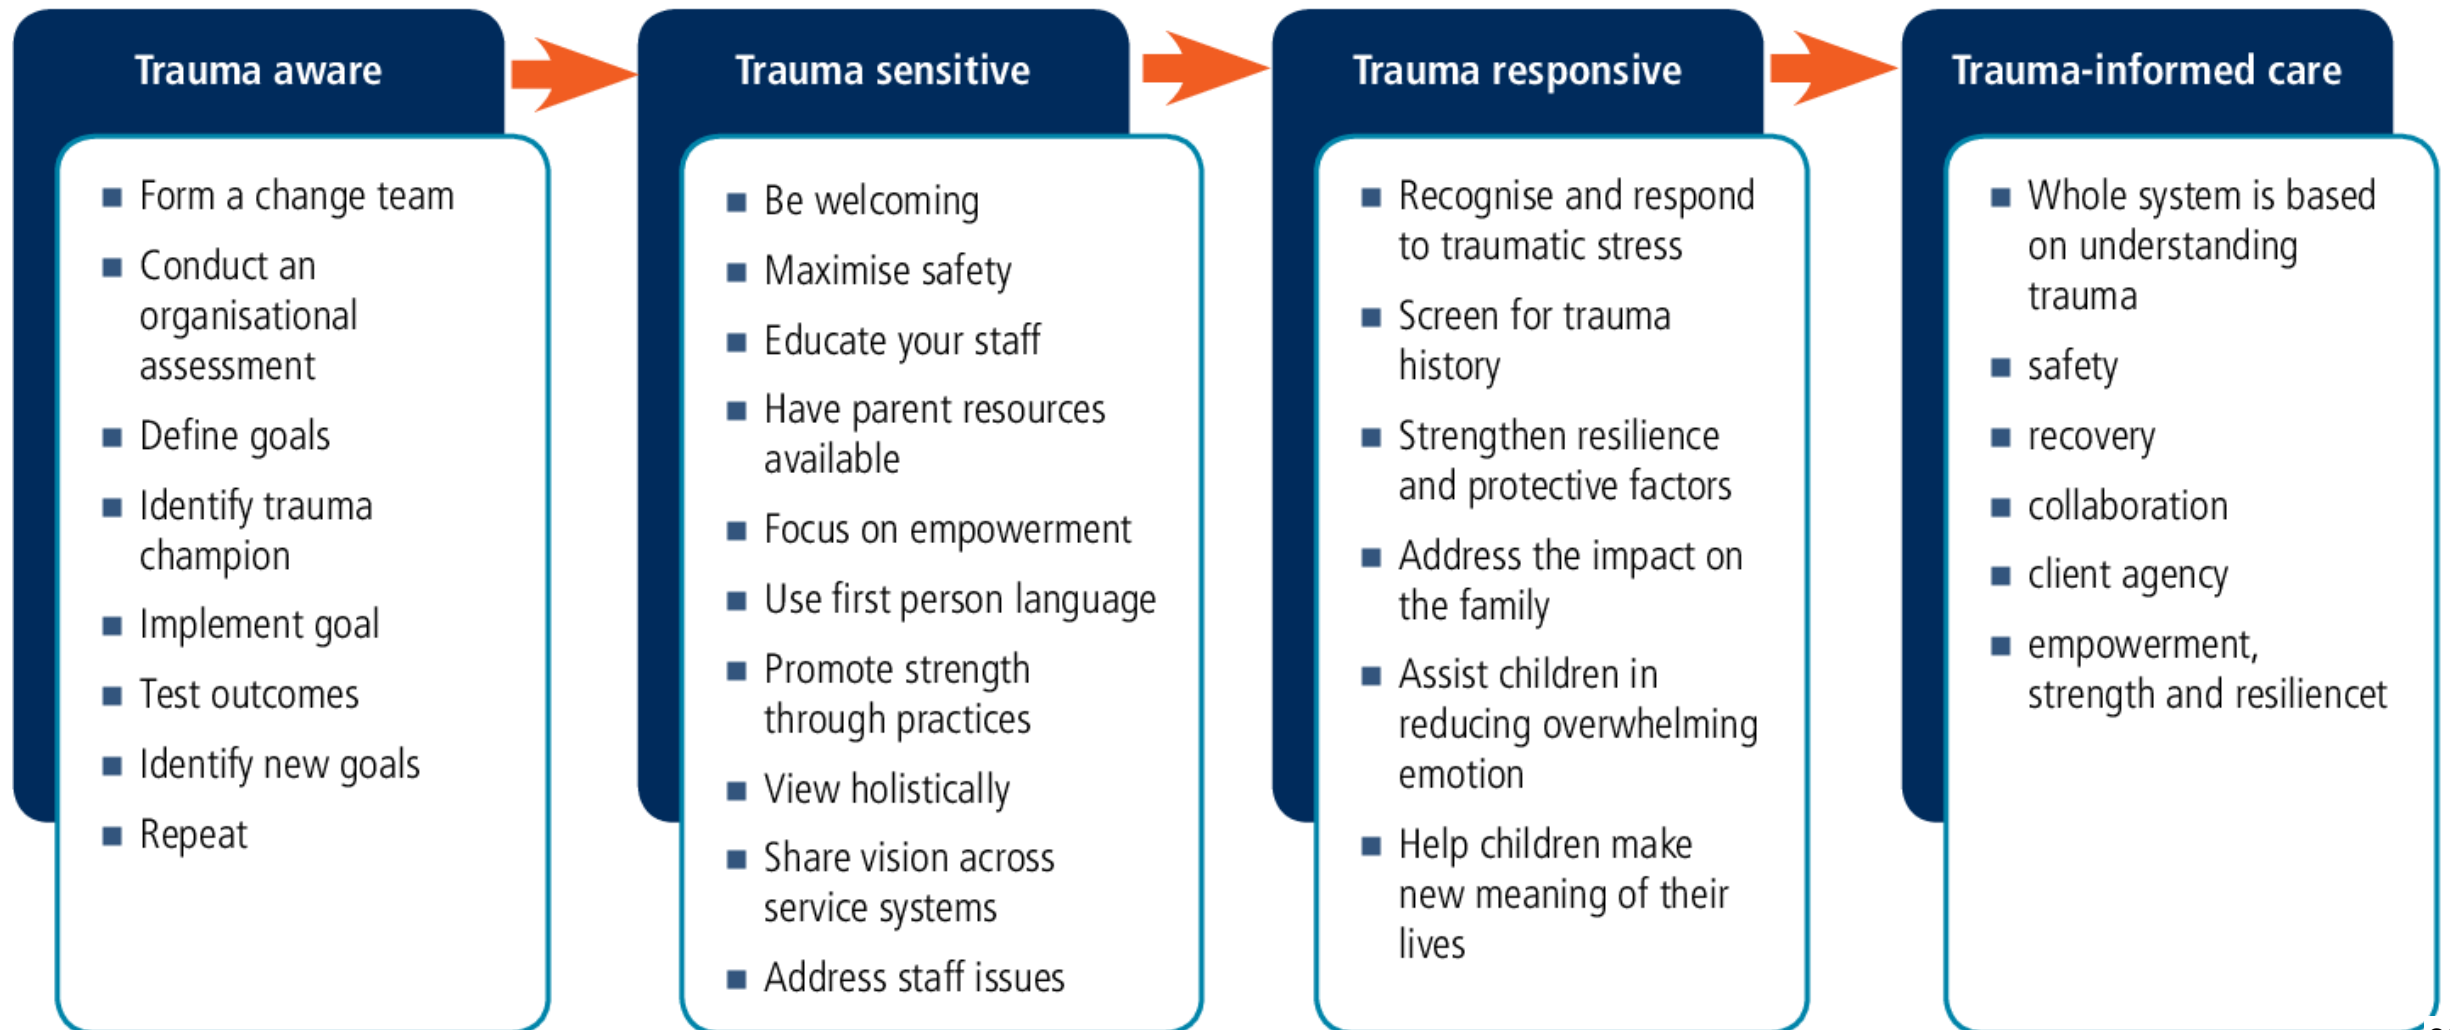 Trauma aware
Form a change team
Conduct an
organisational
assessment
Define goals
Identify trauma
champion
Implement goal
Test outcomes
Identify new goals
Repeat
Trauma sensitive
Be welcoming
Maximise safety
Educate your staff
Have parent resources
available
Focus on empowerment
Use first person language
Promote strength
through practices
View holistically
Share vision across
service systems
Address staff issues
Trauma responsive
Recognise and respond
to traumatic stress
Screen for trauma
history
Strengthen resilience
and protective factors
Address the impact on
the family
Assist children in
reducing overwhelming
emotion
Help children make
new meaning of their
lives
Trauma-informed care
Whole system is based
on understanding
trauma
safety
recovery
collaboration
client agency
empowerment,
strength and resiliencet